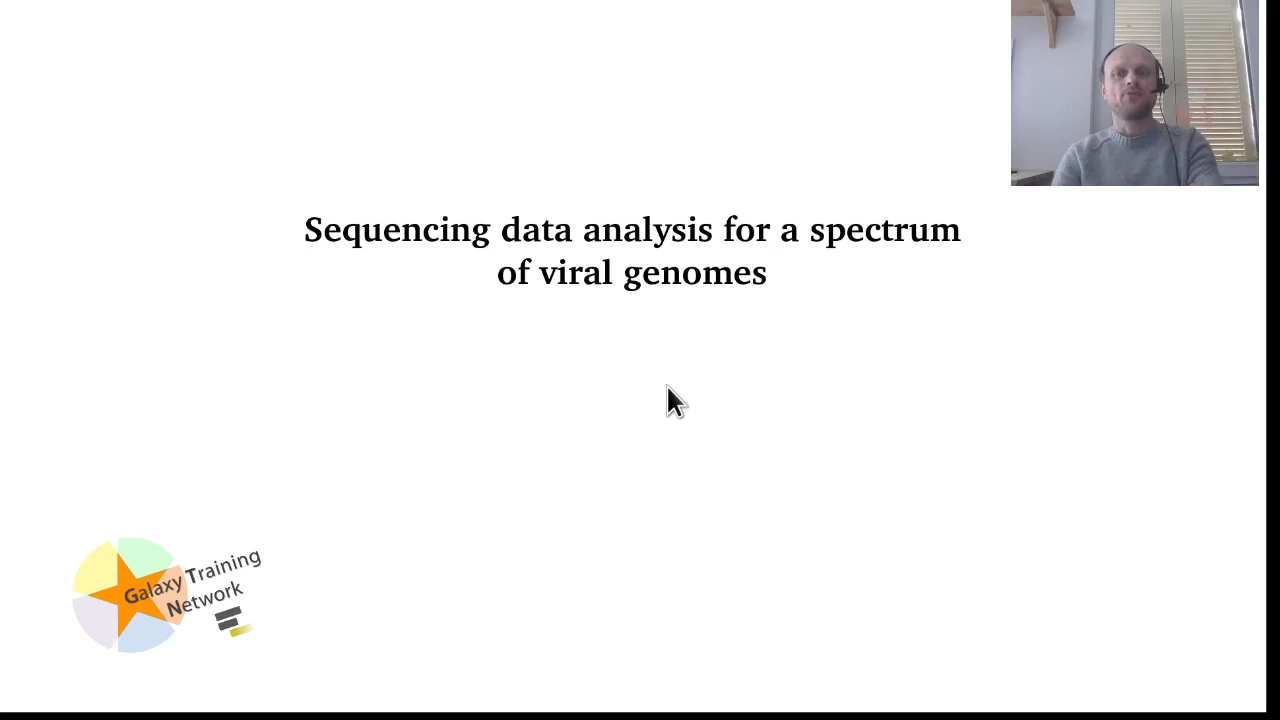 Sequencing data analysis for a spectrum
of viral genomes
Galaxy Training
Network